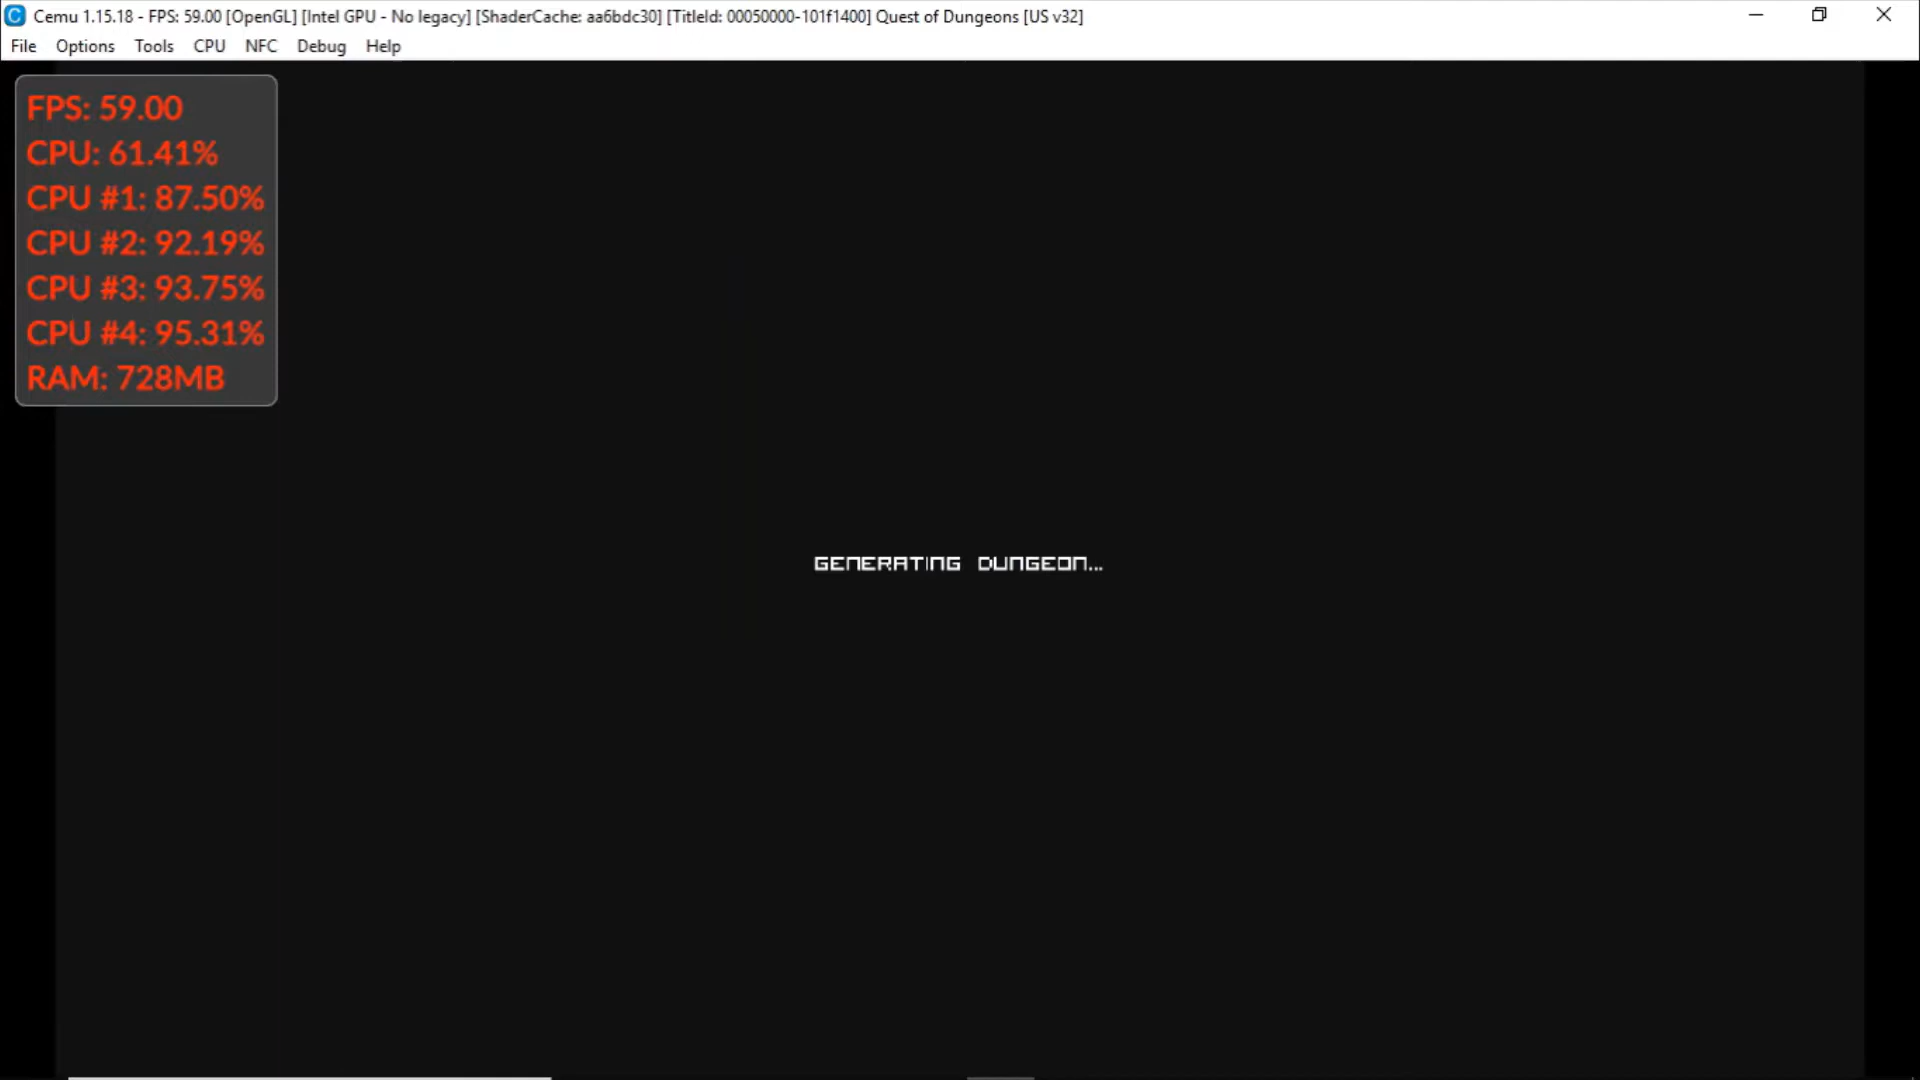 Cemu 1.15.18 - FPS: 59.00 [OpenGL] [Intel GPU - No legacy] [ShaderCache: aa6bdc30] [TitleId: 00050000-101f1400] Quest of Dungeons [US v32]
File Options Tools CPU NFC Debug Help
FPS: 59.00
CPU: 61.41%
CPU #1: 87.50%
CPU #2: 92.19%
CPU #3: 93.75%
CPU #4: 95.31%
RAM: 728MB
GENERATING DUNGEON...